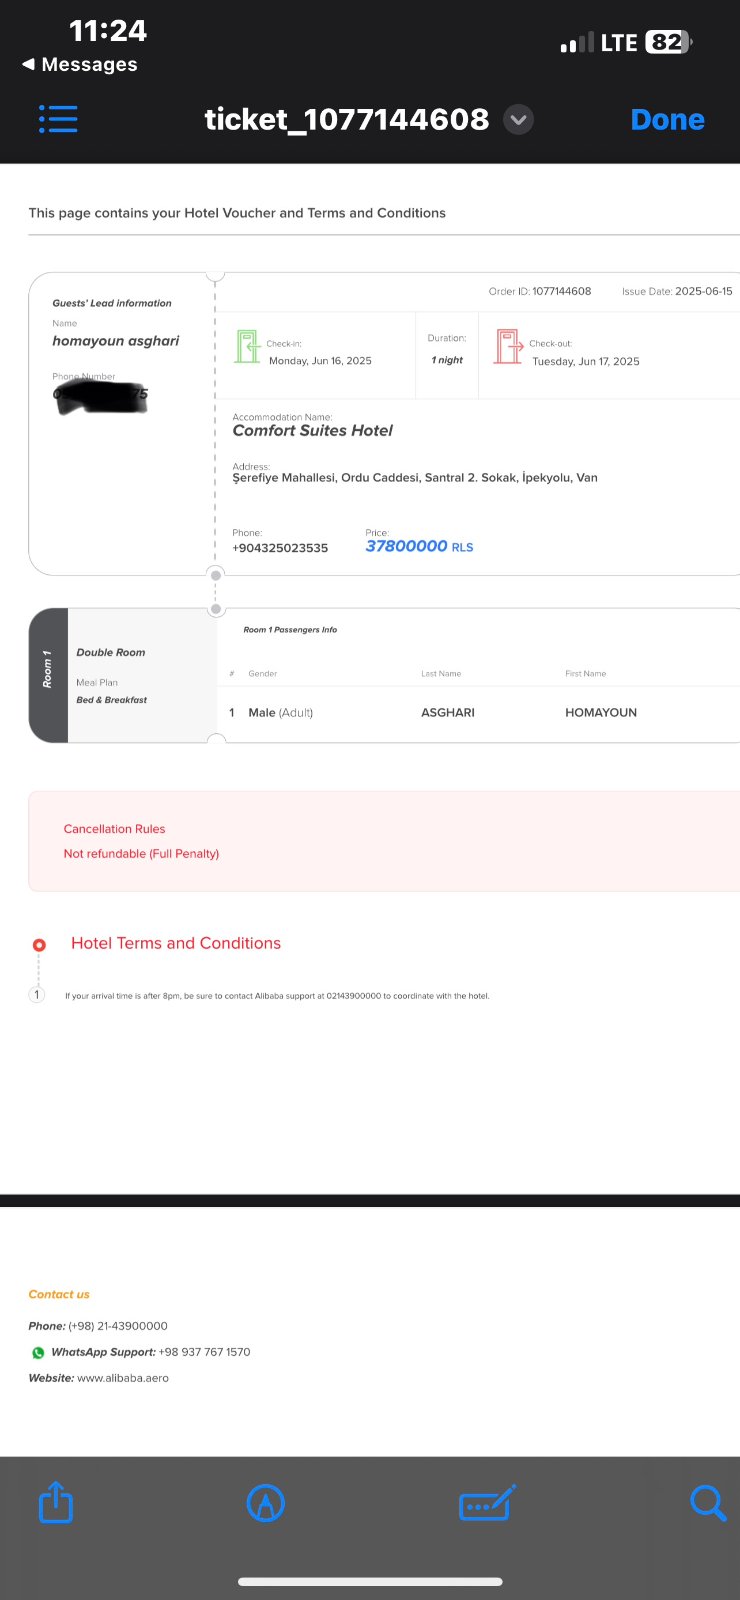 11:24
LTE 82
◀ Messages
ticket_1077144608
Done
This page contains your Hotel Voucher and Terms and Conditions
Order ID: 1077144608 Issue Date: 2025-06-15
Guests' Lead information
Name
homayoun asghari
Phone Number
75
Check-in:
Monday, Jun 16, 2025
Duration:
1 night
Check-out:
Tuesday, Jun 17, 2025
Accommodation Name:
Comfort Suites Hotel
Address:
Şerefiye Mahallesi, Ordu Caddesi, Santral 2. Sokak, İpekyolu, Van
Phone:
+904325023535
Price:
37800000 RLS
Room 1
Double Room
Meal Plan
Bed & Breakfast
Room 1 Passengers Info
# Gender Last Name First Name
1 Male (Adult) ASGHARI HOMAYOUN
Cancellation Rules
Not refundable (Full Penalty)
Hotel Terms and Conditions
1 If your arrival time is after 8pm, be sure to contact Alibaba support at 02143900000 to coordinate with the hotel.
Contact us
Phone: (+98) 21-43900000
WhatsApp Support: +98 937 767 1570
Website: www.alibaba.aero